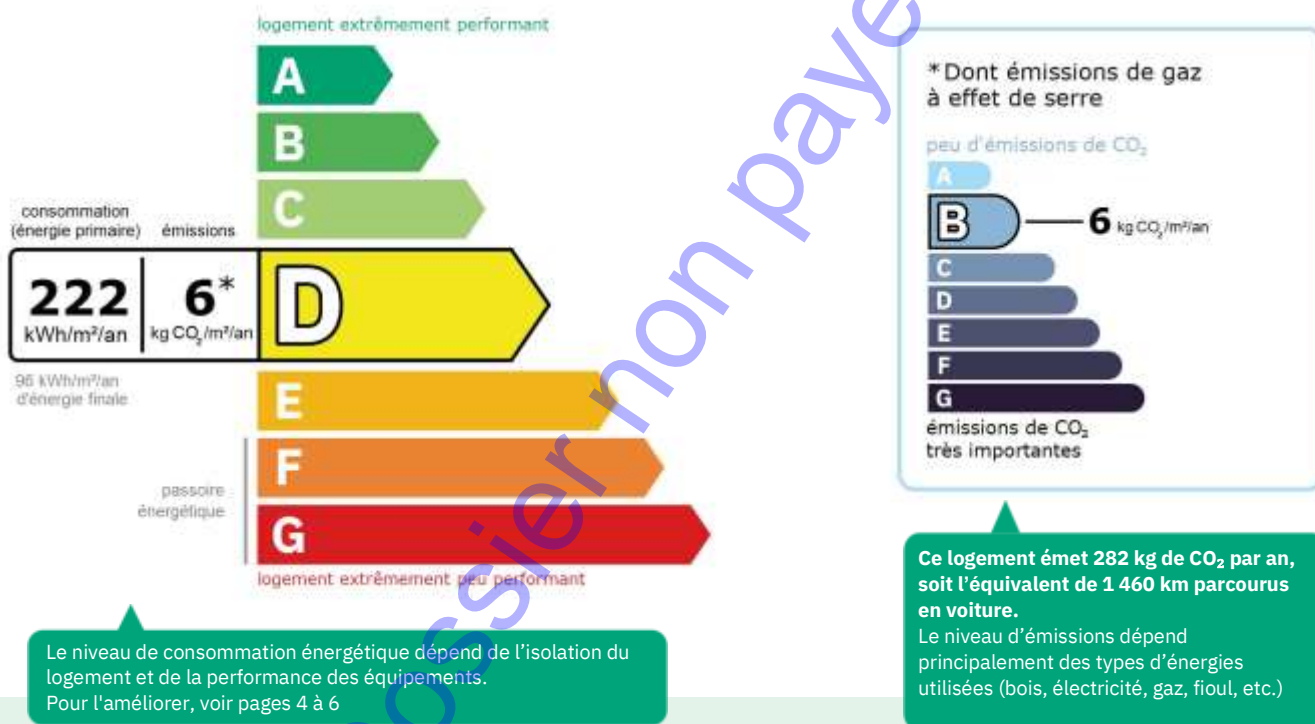 logement extrêmement performant
A
B
C
consommation
(énergie primaire)
émissions
222
kWh/m²/an
6*
kg CO₂/m²/an
D
96 kWh/m²/an
d'énergie finale
E
F
passoire
énergétique
G
logement extrêmement peu performant
Le niveau de consommation énergétique dépend de l'isolation du
logement et de la performance des équipements.
Pour l'améliorer, voir pages 4 à 6
*Dont émissions de gaz
à effet de serre
peu d'émissions de CO₂
A
B
6 kg CO₂/m²/an
C
D
E
F
G
émissions de CO₂
très importantes
Ce logement émet 282 kg de CO₂ par an,
soit l'équivalent de 1 460 km parcourus
en voiture.
Le niveau d'émissions dépend
principalement des types d'énergies
utilisées (bois, électricité, gaz, fioul, etc.)
ossier non paye